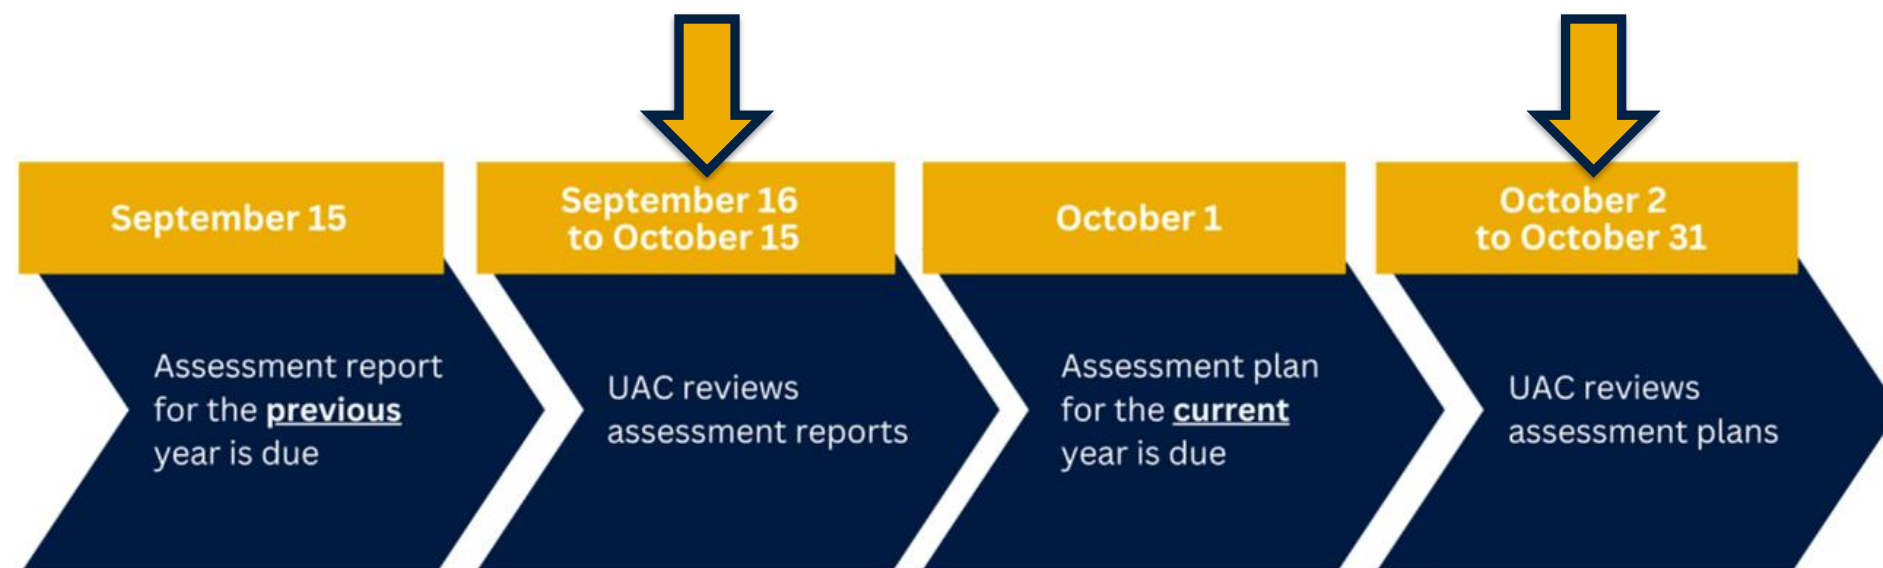 September 15
Assessment report
for the previous
year is due
September 16
to October 15
UAC reviews
assessment reports
October 1
Assessment plan
for the current
year is due
October 2
to October 31
UAC reviews
assessment plans